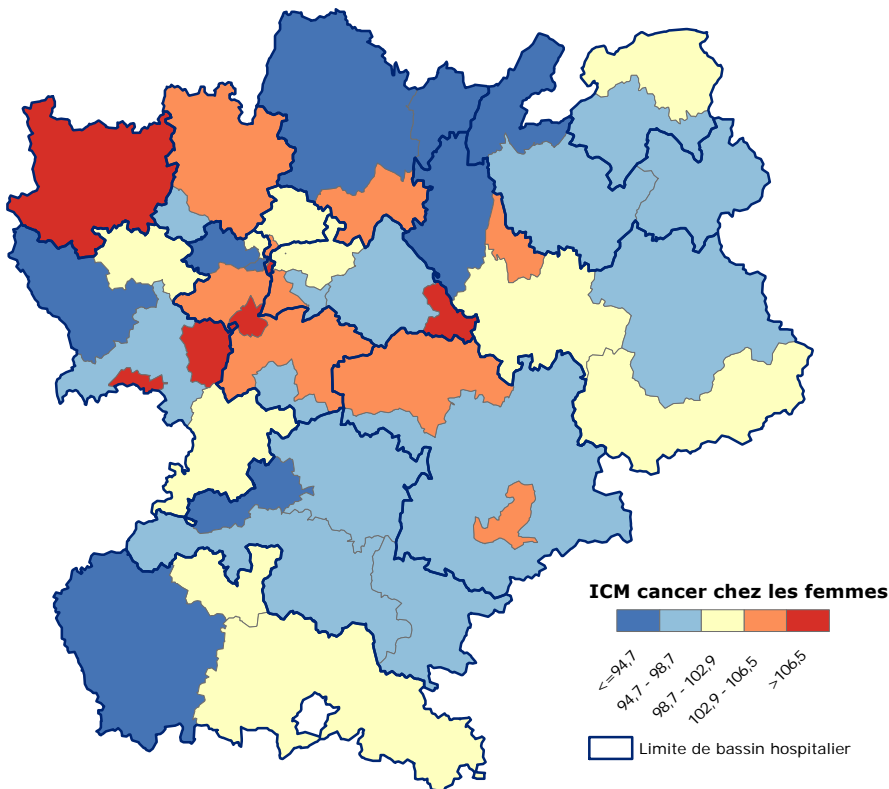 ICM cancer chez les femmes
<=94,7
94,7 - 98,7
98,7 - 102,9
102,9 - 106,5
>106,5
Limite de bassin hospitalier